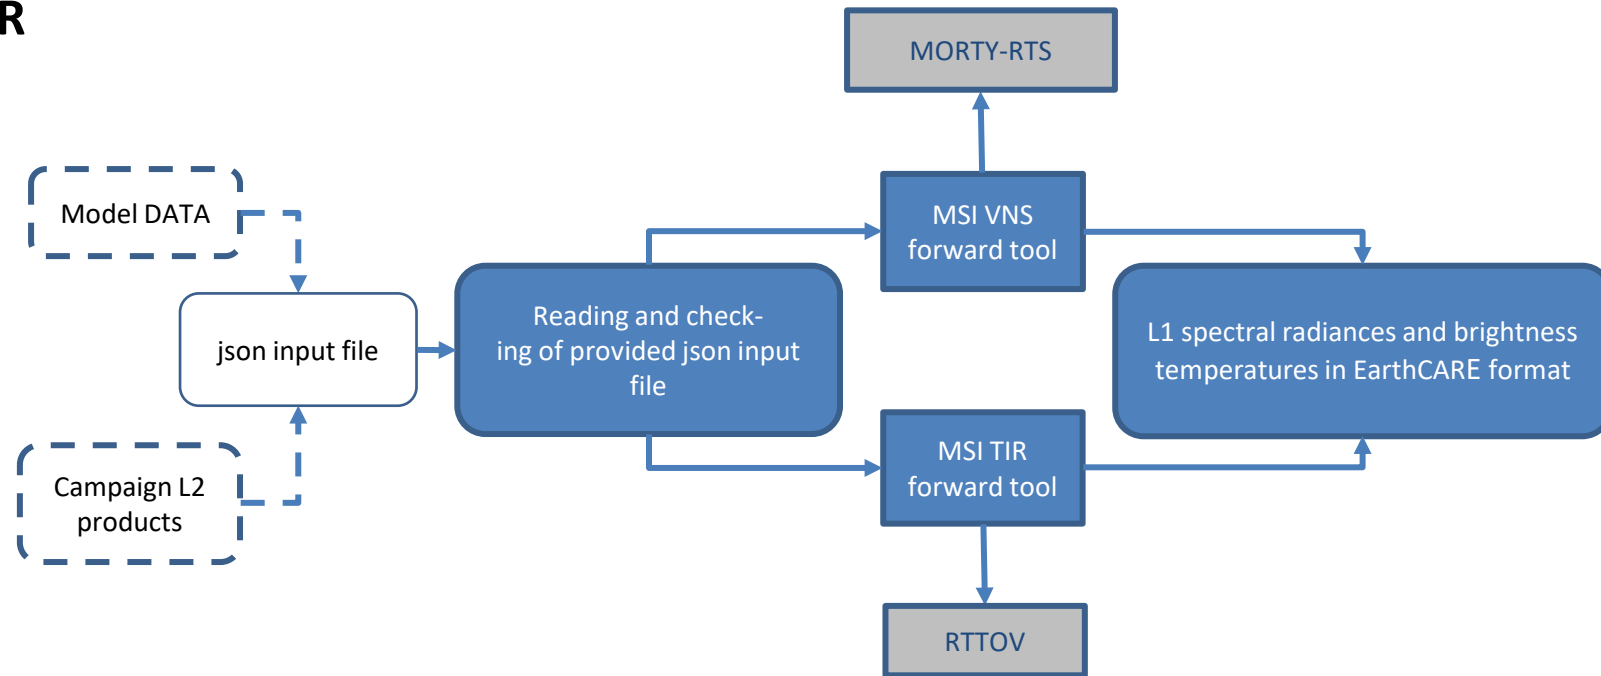 R
MORTY-RTS
Model DATA
MSI VNS
forward tool
json input file
Reading and check-
ing of provided json input
file
L1 spectral radiances and brightness
temperatures in EarthCARE format
Campaign L2
products
MSI TIR
forward tool
RTTOV